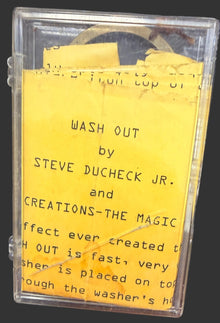 from top of
WASH OUT
by
STEVE DUCHECK JR.
and
CREATIONS-THE MAGIC
ffect ever created t
H OUT is fast, very
sher is placed on to
rough the washer's h